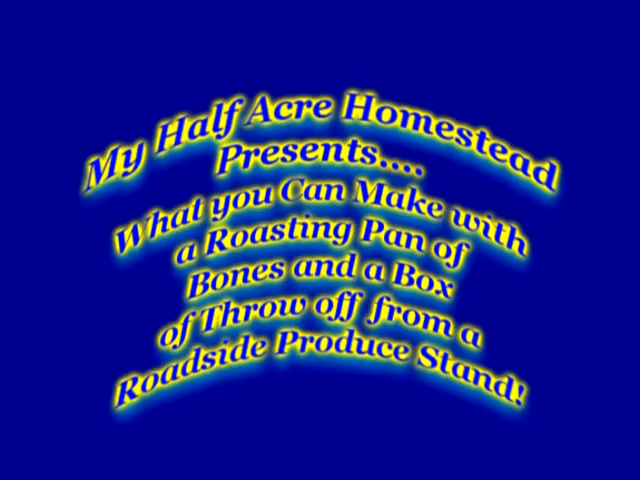 My Half Acre Homestead
Presents....
What you Can Make with
a Roasting Pan of
Bones and a Box
of Throw off from a
Roadside Produce Stand!